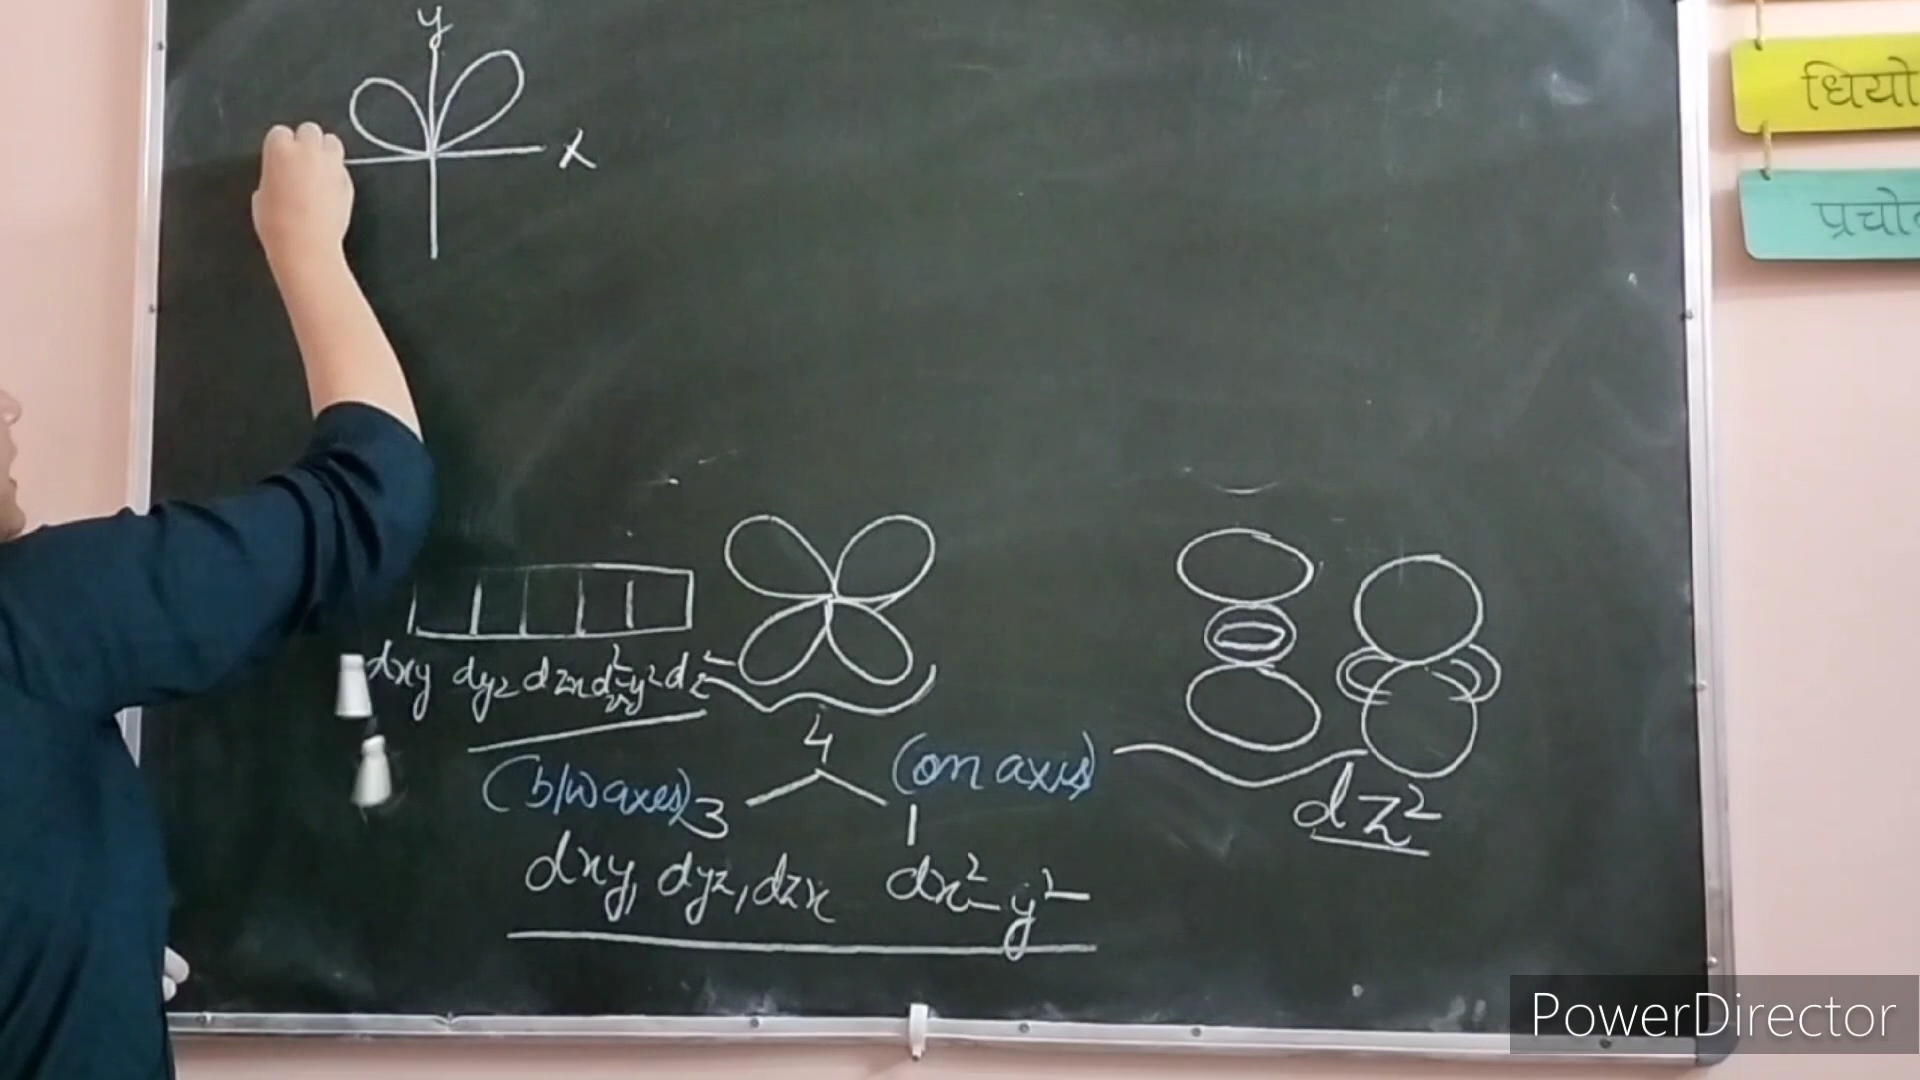 y
x
dxy dyz dzx dx²-y² dz²
4
(b/w axes) 3
(on axis)
1
dxy, dyz, dzx
dx²-y²
dz²
धियो
PowerDirector